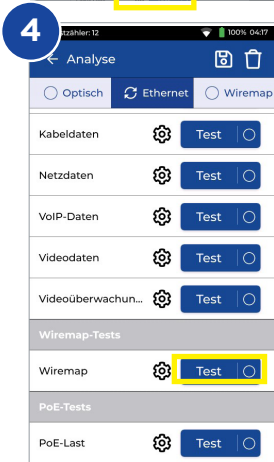 4
stzähler: 12
100% 04:17
← Analyse
Optisch Ethernet Wiremap
Kabeldaten Test
Netzdaten Test
VoIP-Daten Test
Videodaten Test
Videoüberwachun... Test
Wiremap-Tests
Wiremap Test
PoE-Tests
PoE-Last Test